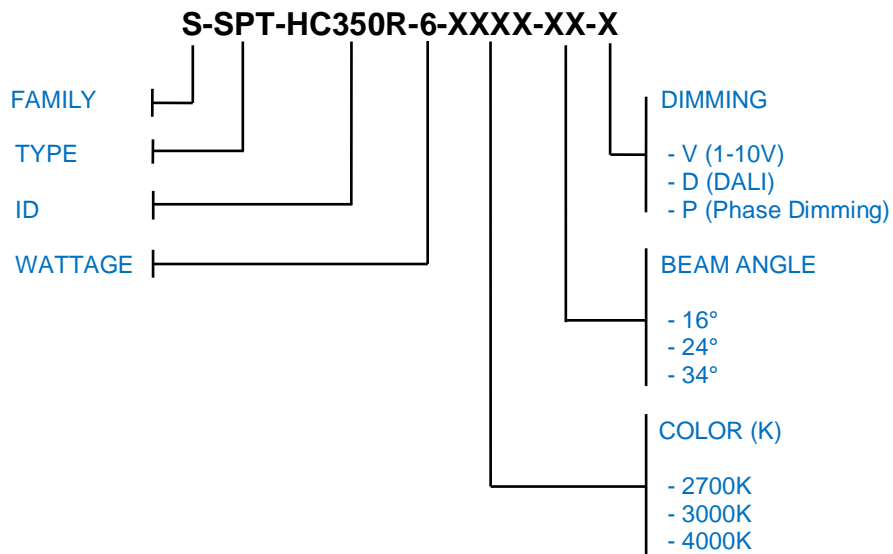 S-SPT-HC350R-6-XXXX-XX-X
FAMILY
TYPE
ID
WATTAGE
DIMMING
- V (1-10V)
- D (DALI)
- P (Phase Dimming)
BEAM ANGLE
- 16°
- 24°
- 34°
COLOR (K)
- 2700K
- 3000K
- 4000K